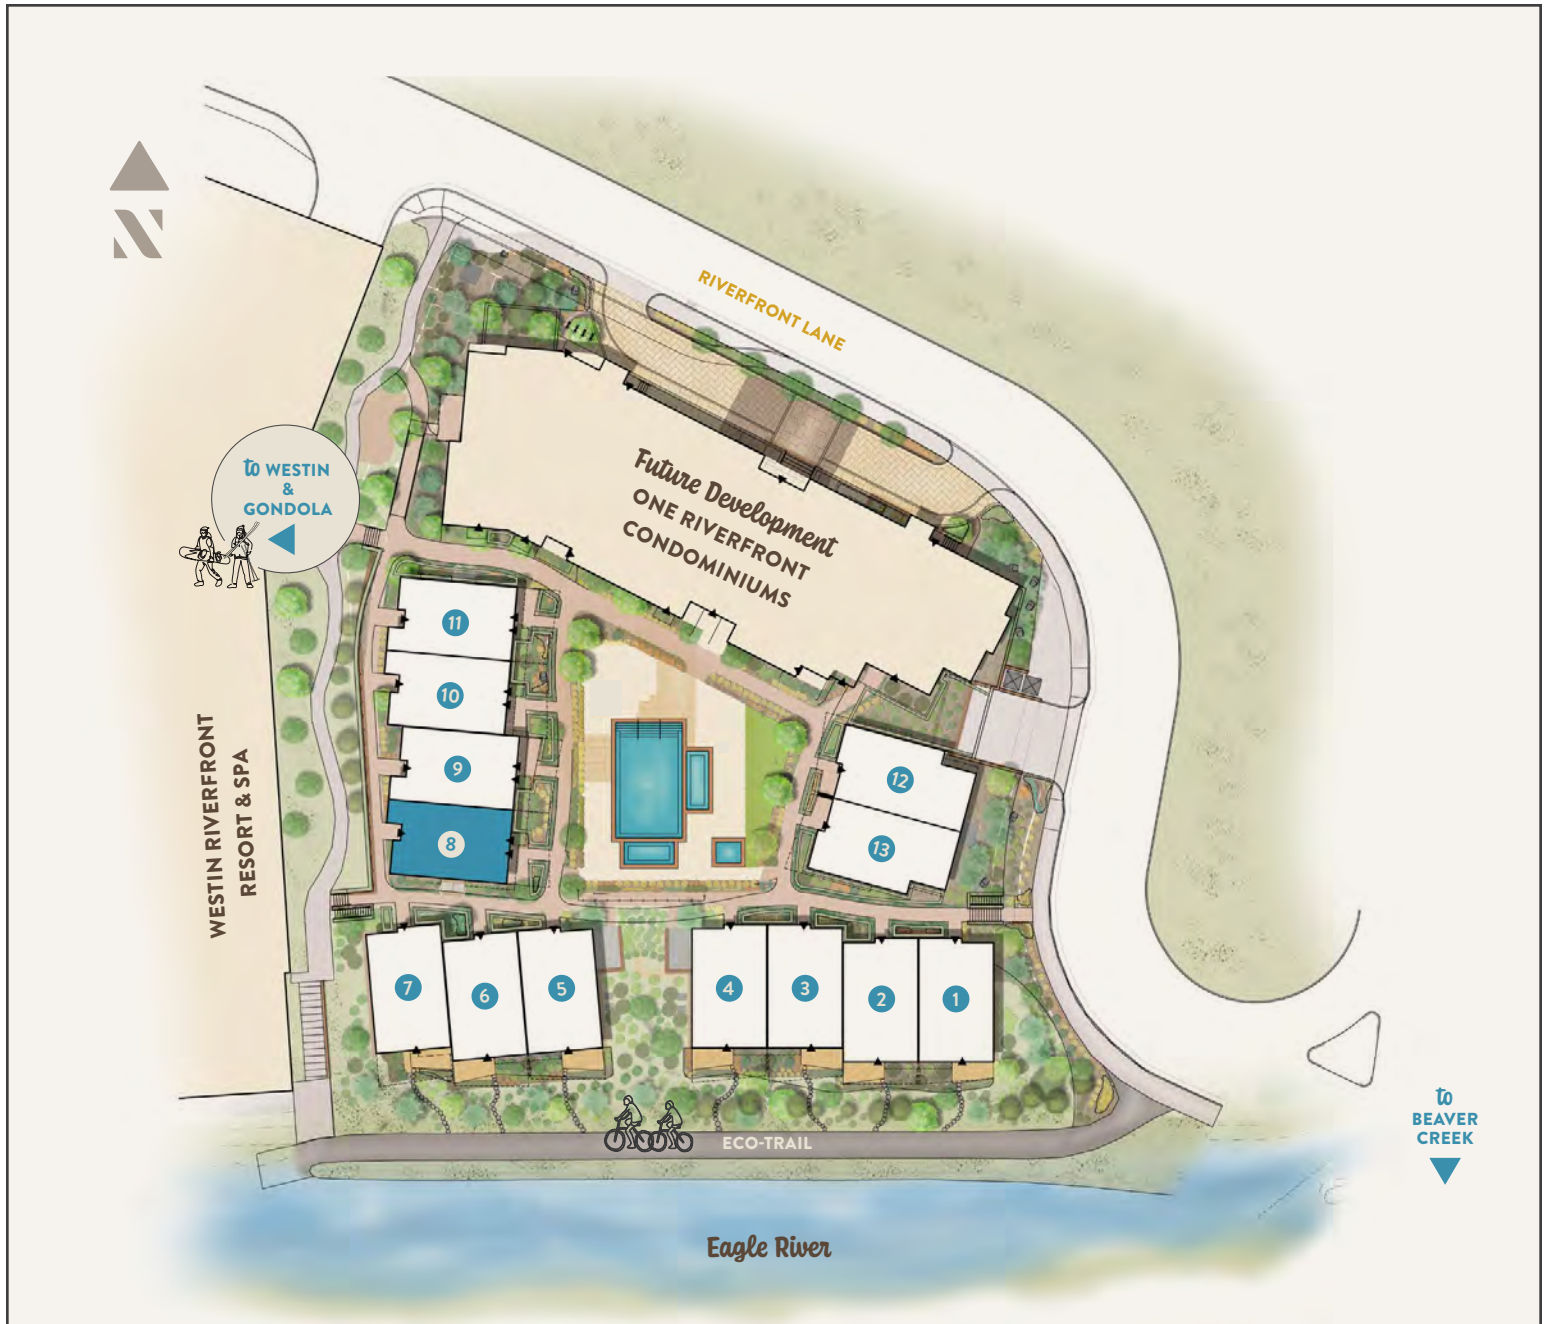 N
RIVERFRONT LANE
to WESTIN
&
GONDOLA
Future Development
ONE RIVERFRONT
CONDOMINIUMS
WESTIN RIVERFRONT
RESORT & SPA
11
10
9
8
12
13
7
6
5
4
3
2
1
ECO-TRAIL
to
BEAVER
CREEK
Eagle River